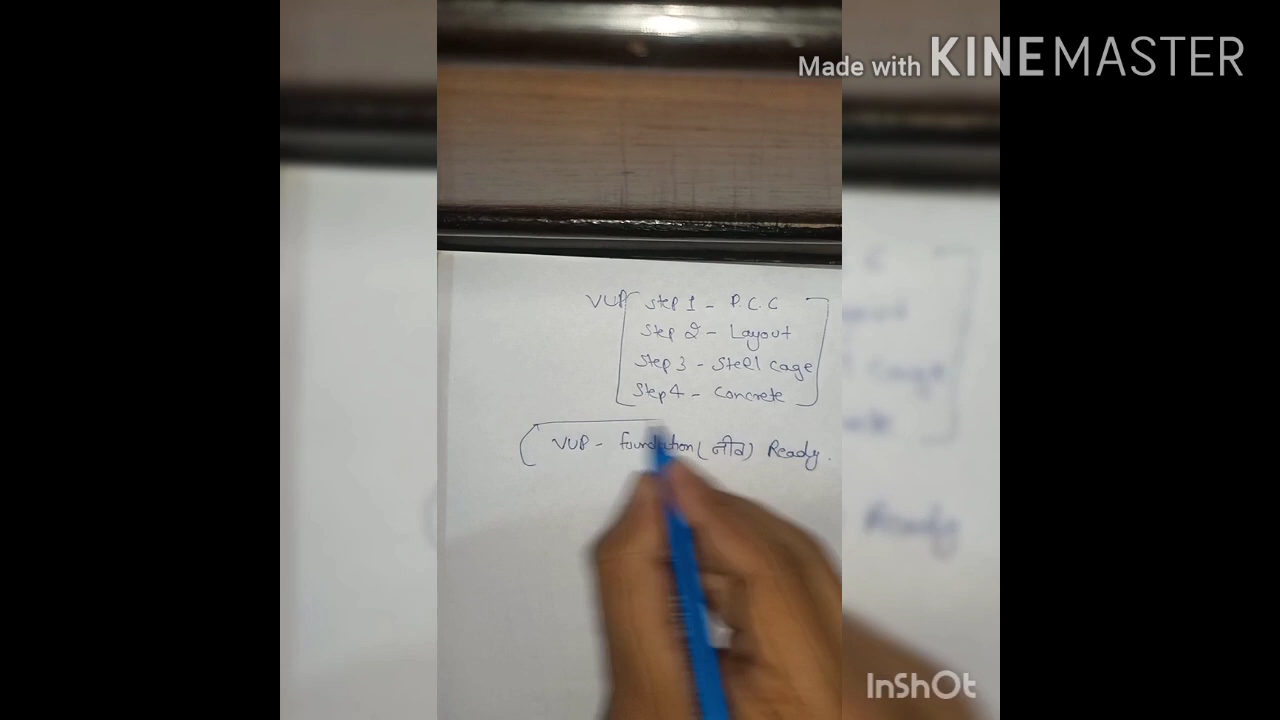 Made with KINEMASTER
VUP Step 1 - P.C.C
Step 2 - Layout
Step 3 - Steel cage
Step 4 - Concrete
VUP - foundation (नीव) Ready.
Ready
InShOt